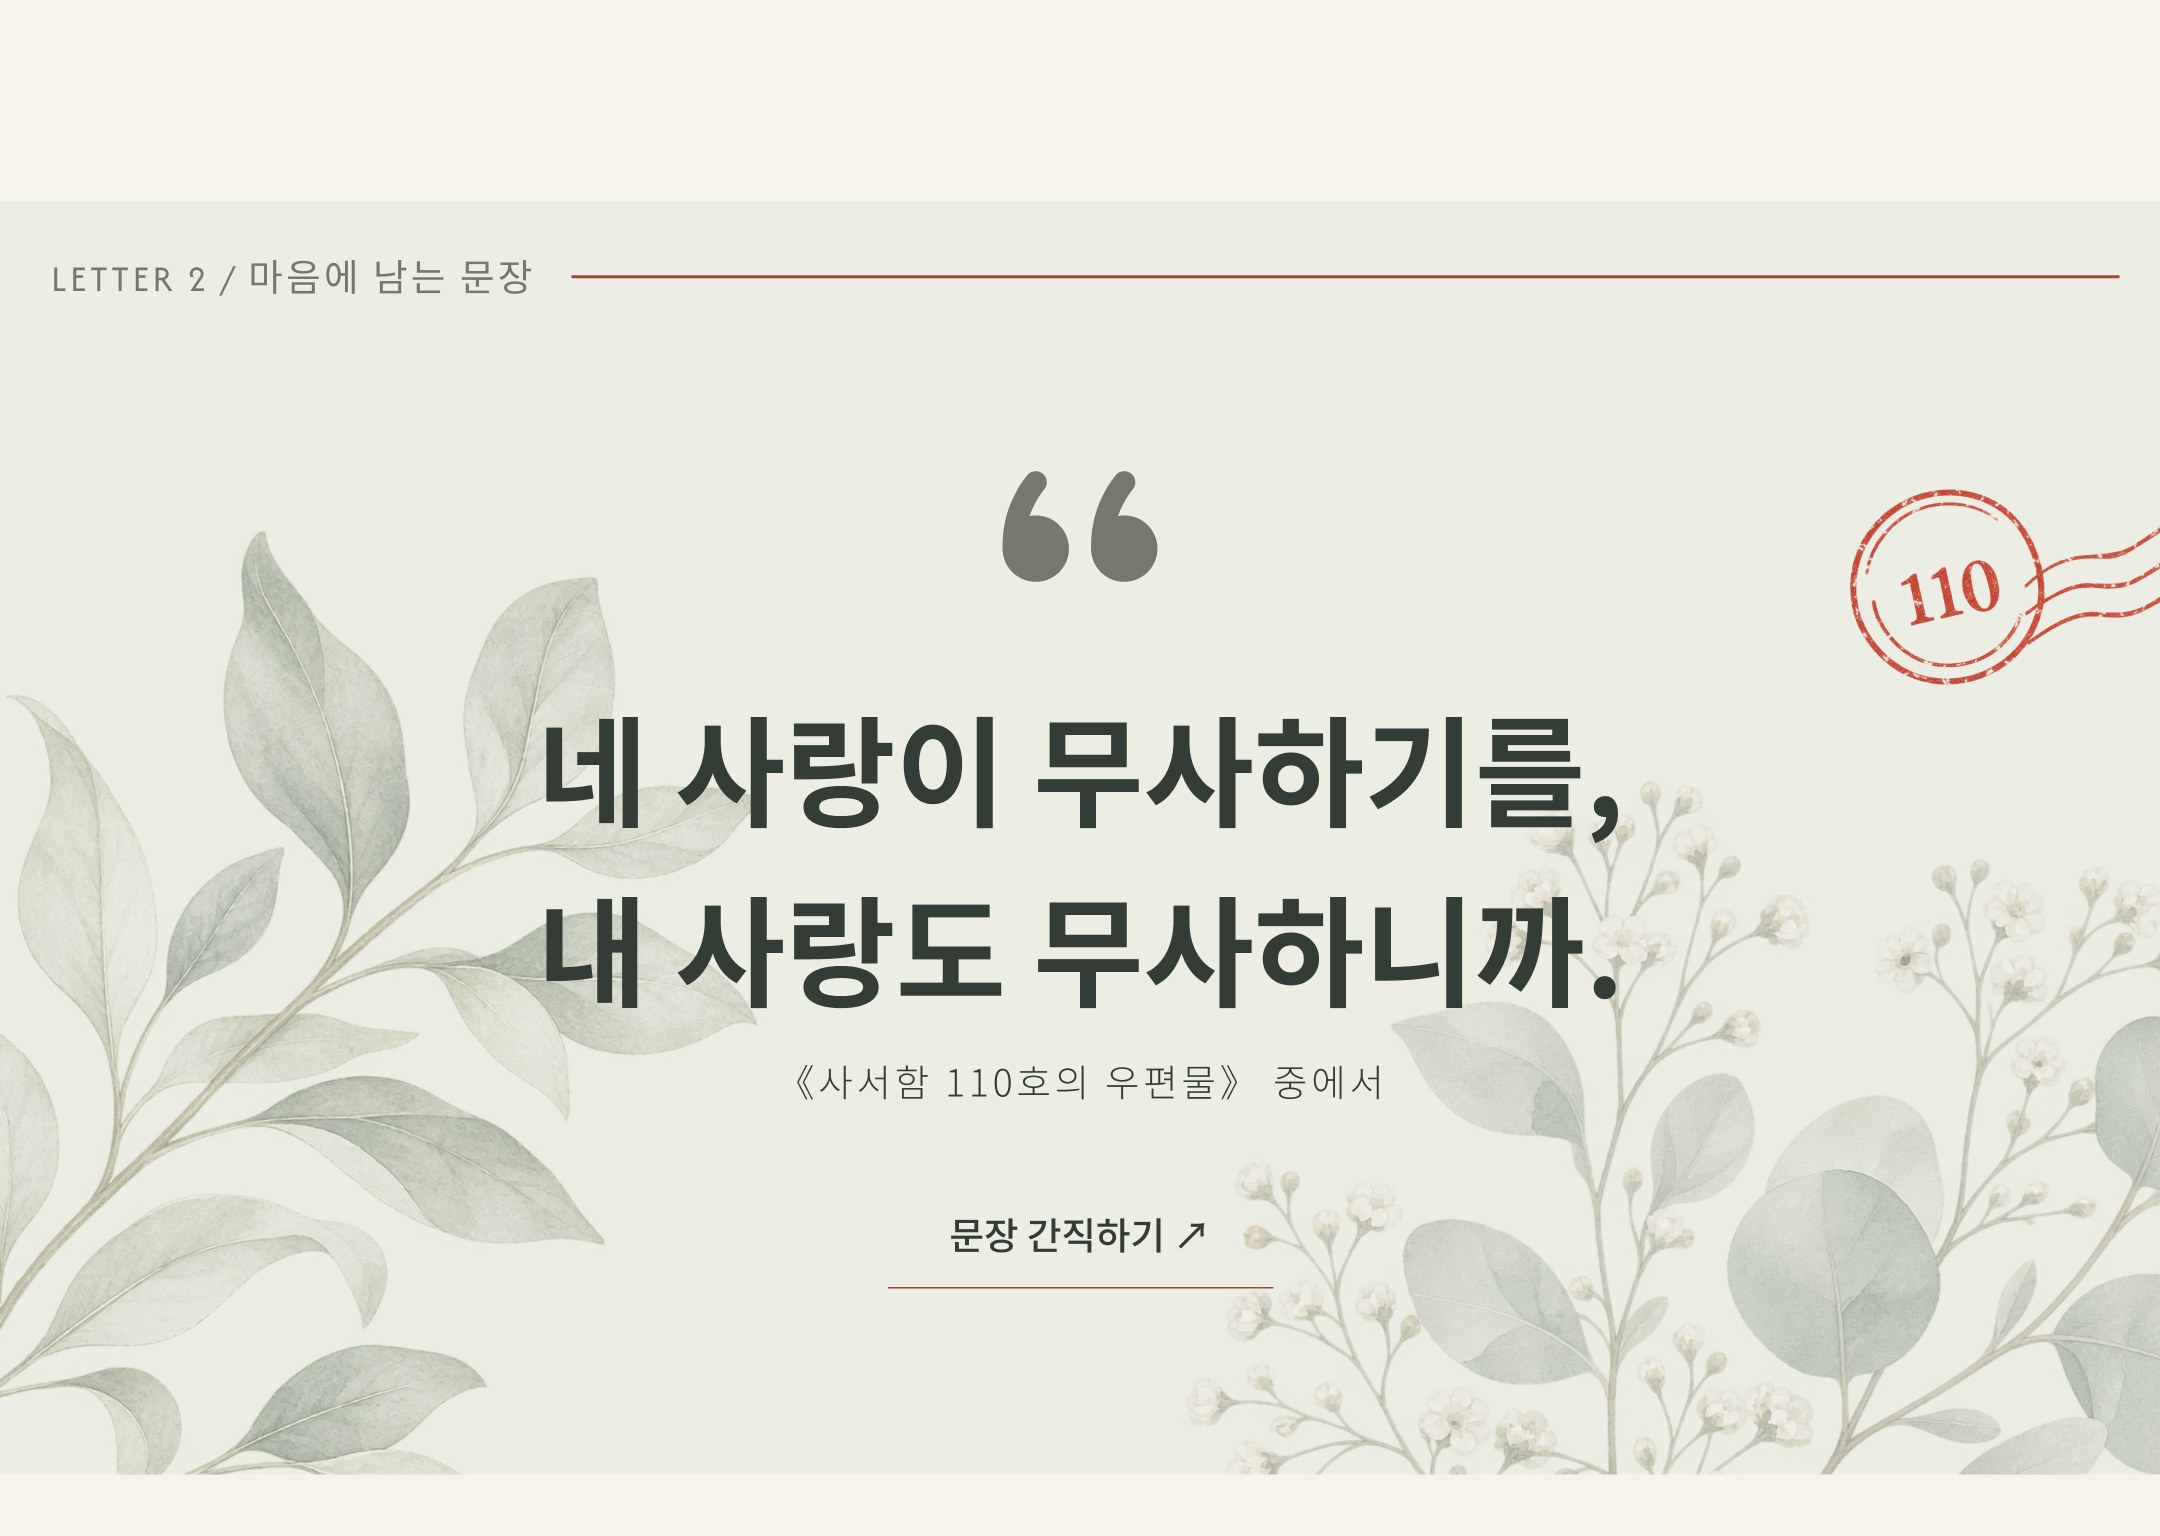 LETTER 2 / 마음에 남는 문장
“
110
네 사랑이 무사하기를,
내 사랑도 무사하니까.
《사서함 110호의 우편물》 중에서
문장 간직하기 ↗